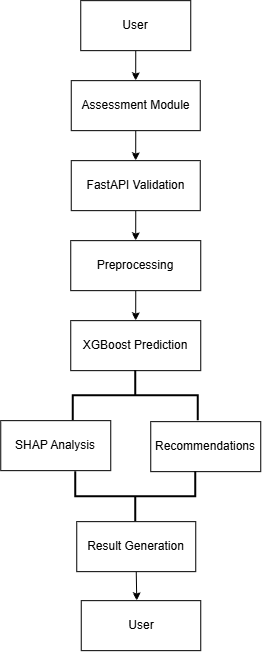 User
Assessment Module
FastAPI Validation
Preprocessing
XGBoost Prediction
SHAP Analysis
Recommendations
Result Generation
User